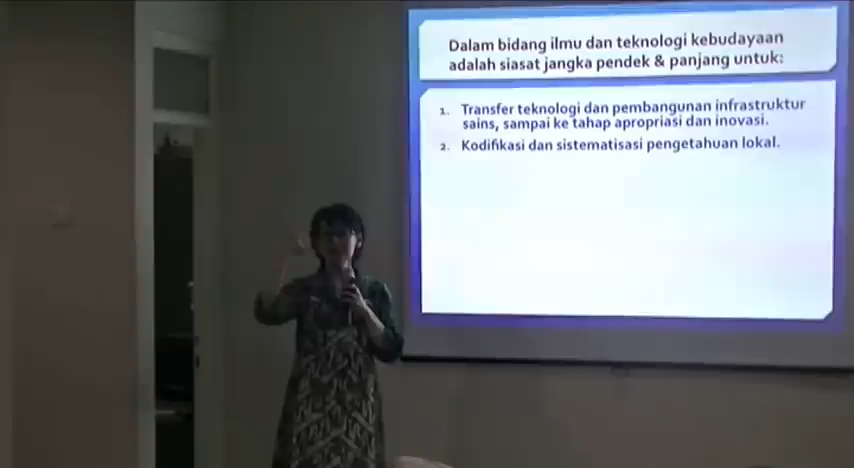 Dalam bidang ilmu dan teknologi kebudayaan
adalah siasat jangka pendek & panjang untuk:
1. Transfer teknologi dan pembangunan infrastruktur
sains, sampai ke tahap apropriasi dan inovasi.
2. Kodifikasi dan sistematisasi pengetahuan lokal.